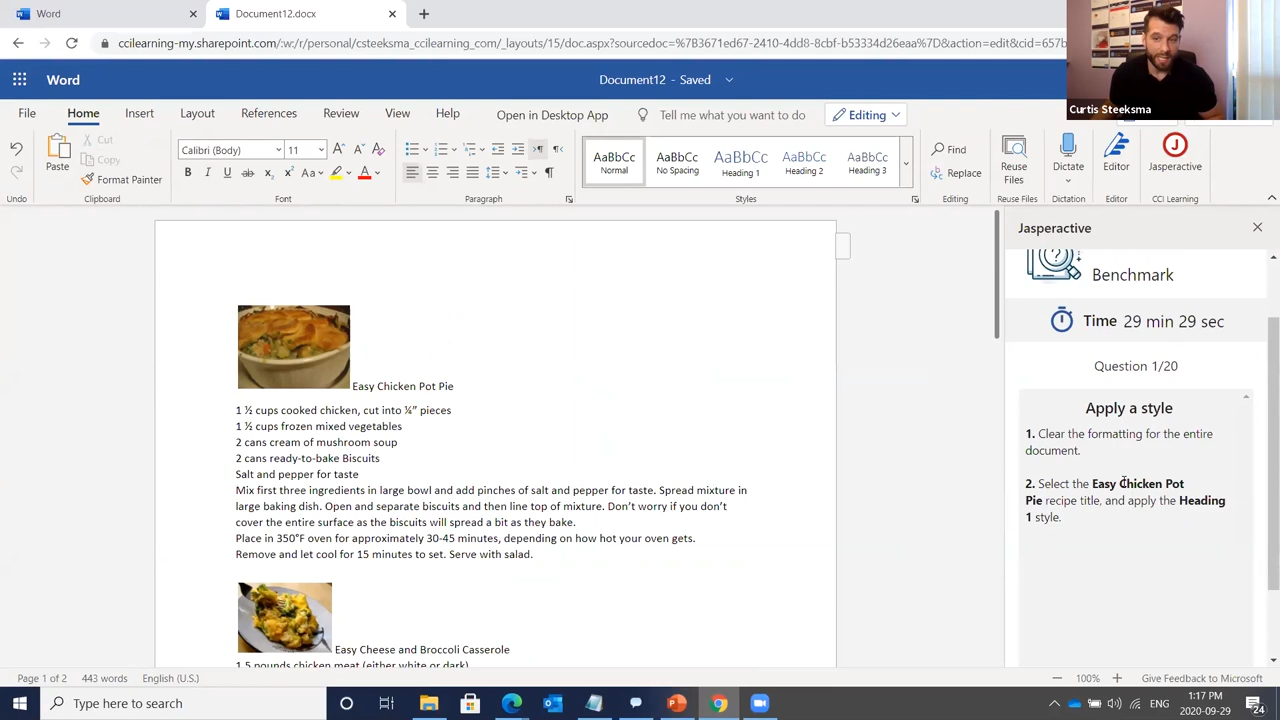 Word
Document12.docx
ccilearning-my.sharepoint.com/:w:/r/personal/csteeksma_ccilearning_com/_layouts/15/doc.aspx?sourcedoc=%7B3671ed67-2410-4dd8-8cbf-b53334d26eaa%7D&action=edit&cid=657b
Word
Document12 - Saved
Curtis Steeksma
File Home Insert Layout References Review View Help Open in Desktop App Tell me what you want to do Editing
Paste
Cut
Copy
Format Painter
Calibri (Body) 11
AaBbCc AaBbCc AaBbCc AaBbCc AaBbCc
Normal No Spacing Heading 1 Heading 2 Heading 3
Find
Replace
Reuse
Files
Dictate
Editor
Jasperactive
Undo Clipboard Font Paragraph Styles Editing Reuse Files Dictation Editor CCI Learning
Easy Chicken Pot Pie
1 ½ cups cooked chicken, cut into ¼” pieces
1 ½ cups frozen mixed vegetables
2 cans cream of mushroom soup
2 cans ready-to-bake Biscuits
Salt and pepper for taste
Mix first three ingredients in large bowl and add pinches of salt and pepper for taste. Spread mixture in
large baking dish. Open and separate biscuits and then line top of mixture. Don’t worry if you don’t
cover the entire surface as the biscuits will spread a bit as they bake.
Place in 350°F oven for approximately 30-45 minutes, depending on how hot your oven gets.
Remove and let cool for 15 minutes to set. Serve with salad.
Easy Cheese and Broccoli Casserole
1.5 pounds chicken meat (either white or dark)
Jasperactive
Benchmark
Time 29 min 29 sec
Question 1/20
Apply a style
1. Clear the formatting for the entire
document.
2. Select the Easy Chicken Pot
Pie recipe title, and apply the Heading
1 style.
Page 1 of 2 443 words English (U.S.)
100% Give Feedback to Microsoft
Type here to search
ENG
1:17 PM
2020-09-29
24